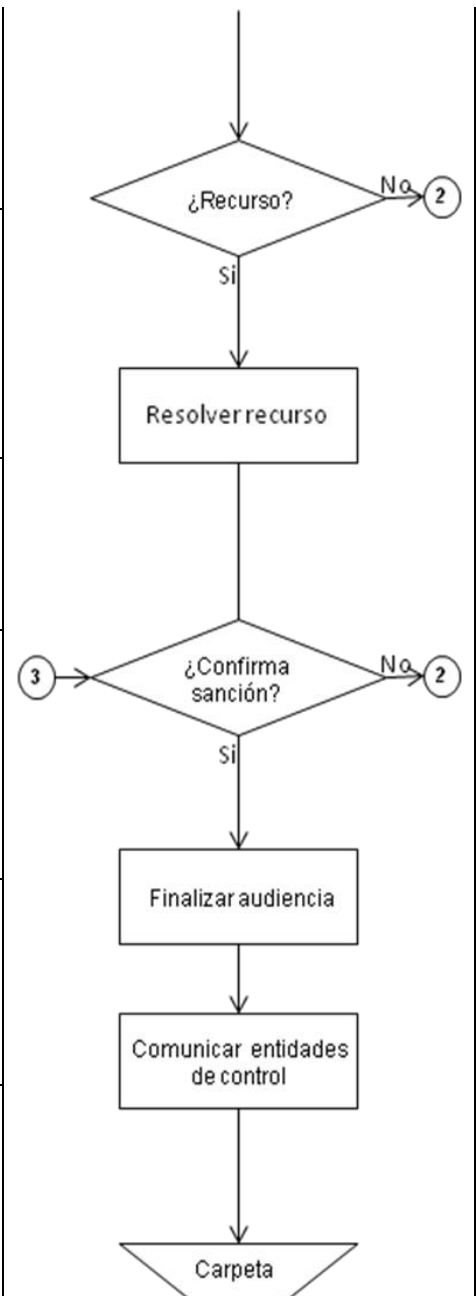 ¿Recurso?
No
2
Si
Resolver recurso
3
¿Confirma
sanción?
No
2
Si
Finalizar audiencia
Comunicar entidades
de control
Carpeta